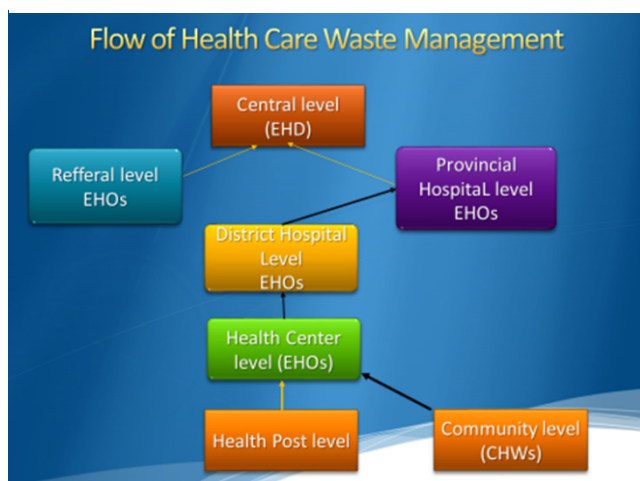 Flow of Health Care Waste Management
Central level
(EHD)
Refferal level
EHOs
Provincial
HospitaL level
EHOs
District Hospital
Level
EHOs
Health Center
level (EHOs)
Health Post level
Community level
(CHWs)